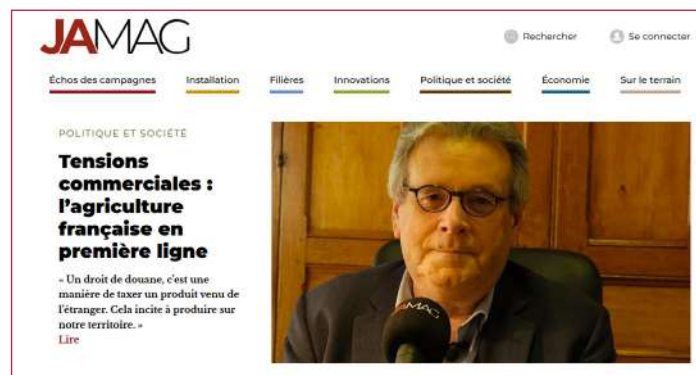 JAMAG
Rechercher
Se connecter
Échos des campagnes
Installation
Filières
Innovations
Politique et société
Économie
Sur le terrain
POLITIQUE ET SOCIÉTÉ
Tensions
commerciales :
l'agriculture
française en
première ligne
« Un droit de douane, c'est une
manière de taxer un produit venu de
l'étranger. Cela incite à produire sur
notre territoire. »
Lire
JAMAG